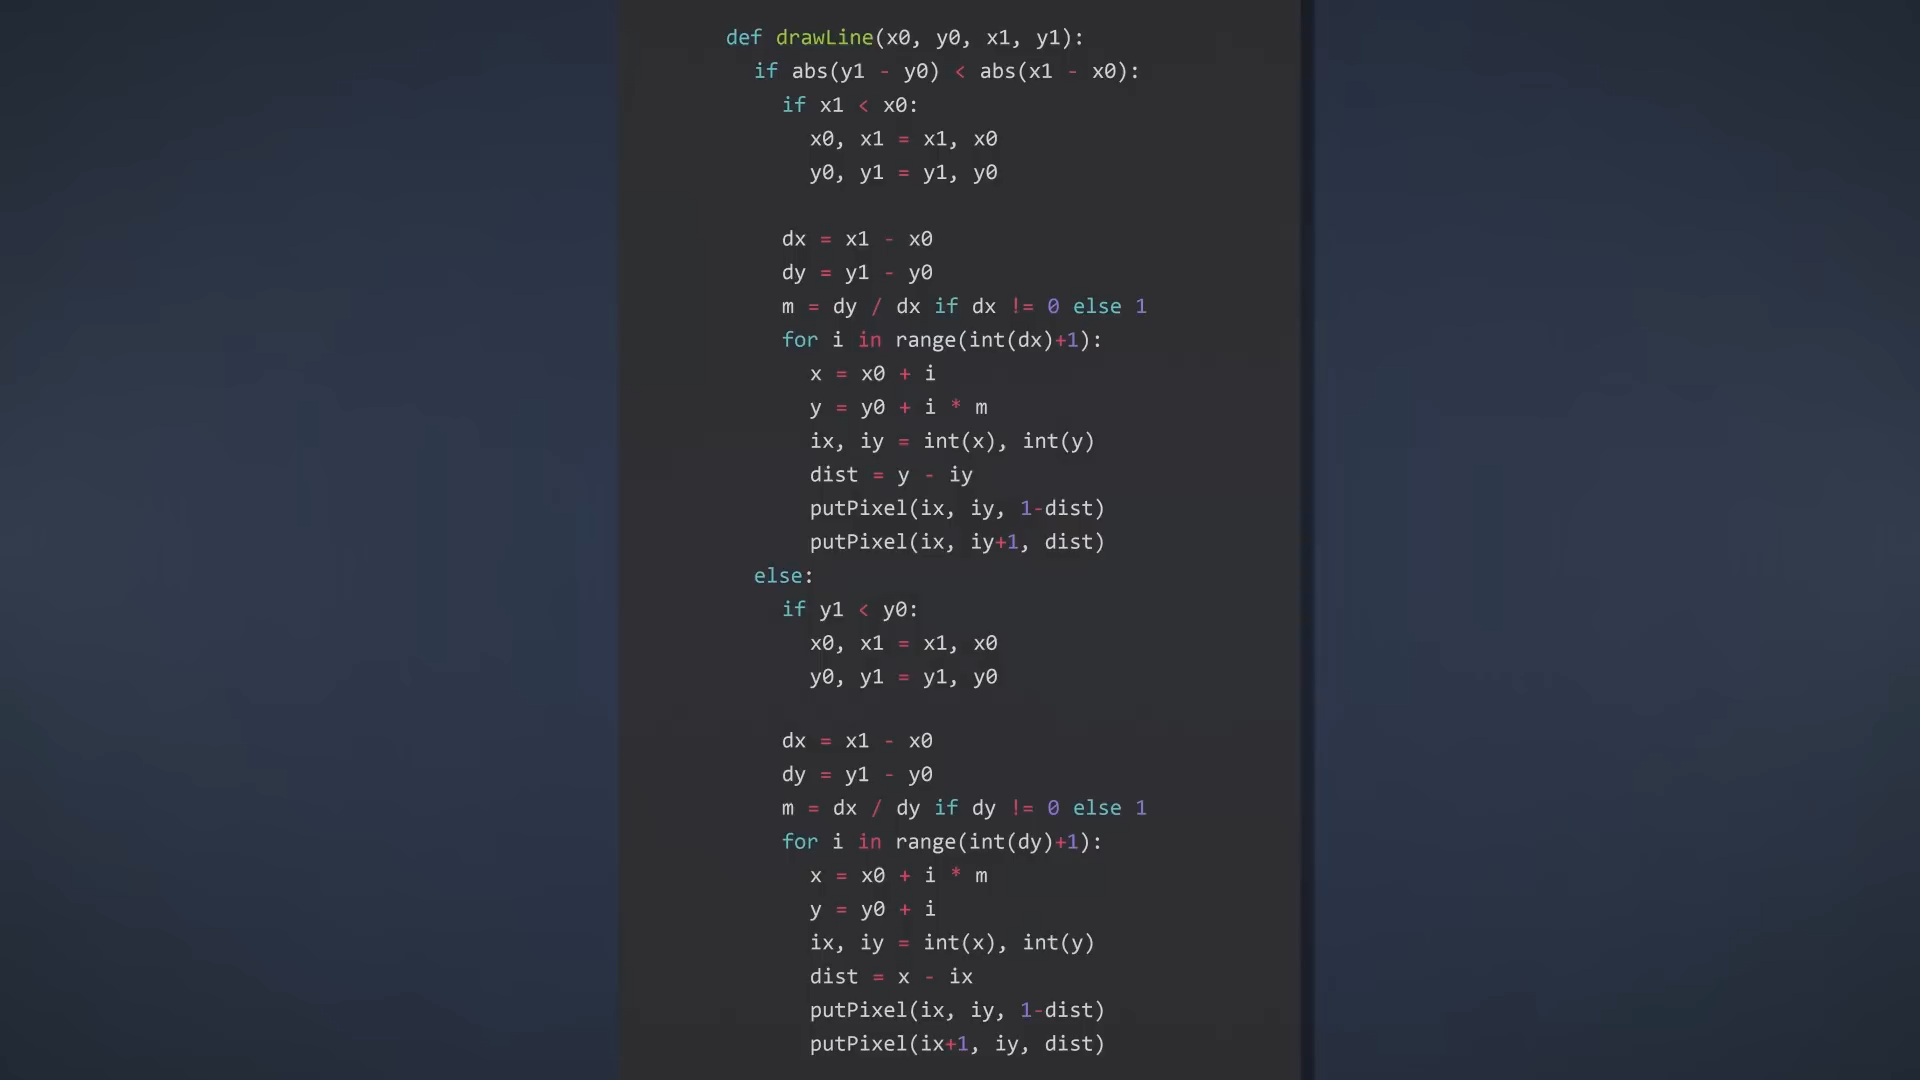 def drawLine(x0, y0, x1, y1):
if abs(y1 - y0) < abs(x1 - x0):
if x1 < x0:
x0, x1 = x1, x0
y0, y1 = y1, y0
dx = x1 - x0
dy = y1 - y0
m = dy / dx if dx != 0 else 1
for i in range(int(dx)+1):
x = x0 + i
y = y0 + i * m
ix, iy = int(x), int(y)
dist = y - iy
putPixel(ix, iy, 1-dist)
putPixel(ix, iy+1, dist)
else:
if y1 < y0:
x0, x1 = x1, x0
y0, y1 = y1, y0
dx = x1 - x0
dy = y1 - y0
m = dx / dy if dy != 0 else 1
for i in range(int(dy)+1):
x = x0 + i * m
y = y0 + i
ix, iy = int(x), int(y)
dist = x - ix
putPixel(ix, iy, 1-dist)
putPixel(ix+1, iy, dist)